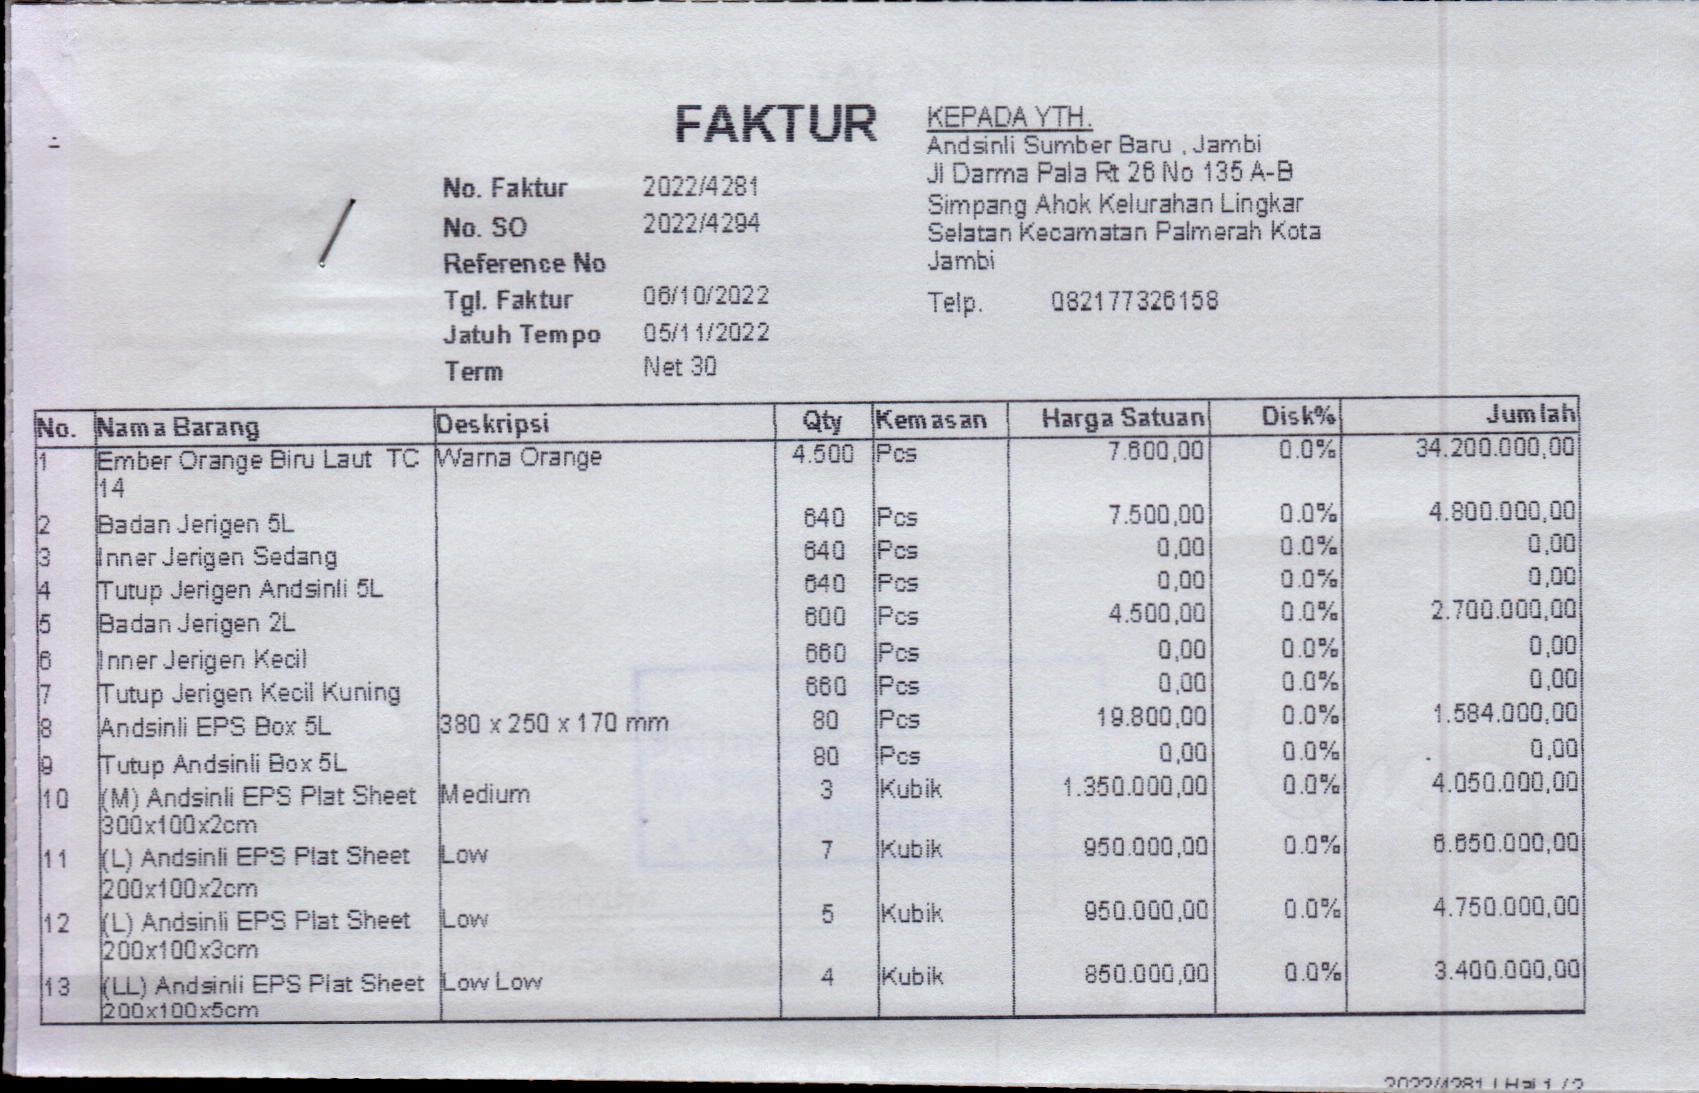 FAKTUR
KEPADA YTH.
Andsinli Sumber Baru , Jambi
Jl Darma Pala Rt 26 No 135 A-B
Simpang Ahok Kelurahan Lingkar
Selatan Kecamatan Palmerah Kota
Jambi
Telp. 082177326158
No. Faktur 2022/4281
No. SO 2022/4294
Reference No
Tgl. Faktur 06/10/2022
Jatuh Tempo 05/11/2022
Term Net 30
No. Nama Barang Deskripsi Qty Kemasan Harga Satuan Disk% Jumlah
1 Ember Orange Biru Laut TC Warna Orange 4.500 Pcs 7.600,00 0.0% 34.200.000,00
14
2 Badan Jerigen 5L 640 Pcs 7.500,00 0.0% 4.800.000,00
3 Inner Jerigen Sedang 640 Pcs 0,00 0.0% 0,00
4 Tutup Jerigen Andsinli 5L 640 Pcs 0,00 0.0% 0,00
5 Badan Jerigen 2L 600 Pcs 4.500,00 0.0% 2.700.000,00
6 Inner Jerigen Kecil 660 Pcs 0,00 0.0% 0,00
7 Tutup Jerigen Kecil Kuning 660 Pcs 0,00 0.0% 0,00
8 Andsinli EPS Box 5L 380 x 250 x 170 mm 80 Pcs 19.800,00 0.0% 1.584.000,00
9 Tutup Andsinli Box 5L 80 Pcs 0,00 0.0% 0,00
10 (M) Andsinli EPS Plat Sheet Medium 3 Kubik 1.350.000,00 0.0% 4.050.000,00
300x100x2cm
11 (L) Andsinli EPS Plat Sheet Low 7 Kubik 950.000,00 0.0% 6.650.000,00
200x100x2cm
12 (L) Andsinli EPS Plat Sheet Low 5 Kubik 950.000,00 0.0% 4.750.000,00
200x100x3cm
13 (LL) Andsinli EPS Plat Sheet Low Low 4 Kubik 850.000,00 0.0% 3.400.000,00
200x100x5cm
2022/4281 | Hal 1 / 2